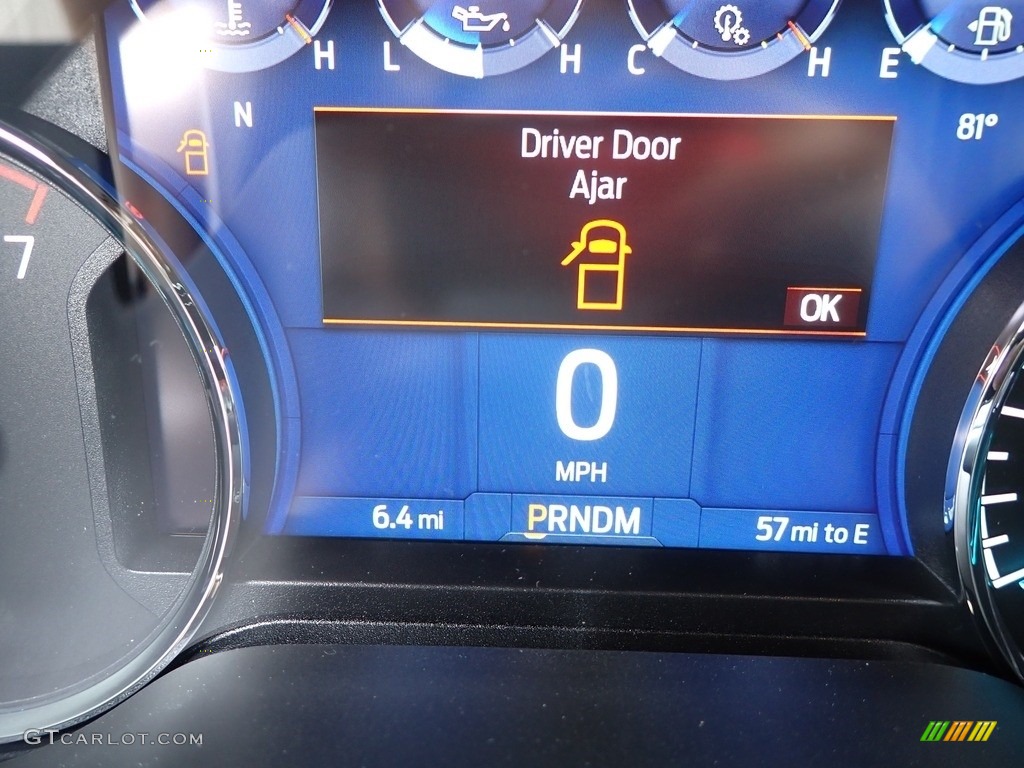 H L H C H E
N
81°
Driver Door
Ajar
7
OK
0
MPH
6.4 mi PRNDM 57 mi to E
GTCARLOT.COM